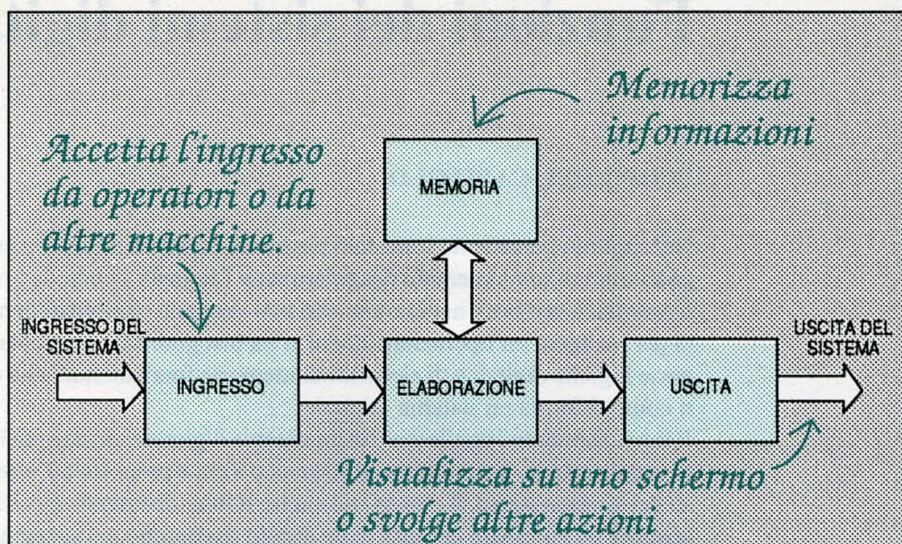 Memorizza
informazioni
Accetta l'ingresso
da operatori o da
altre macchine.
MEMORIA
INGRESSO DEL
SISTEMA
USCITA DEL
SISTEMA
INGRESSO
ELABORAZIONE
USCITA
Visualizza su uno schermo
o svolge altre azioni